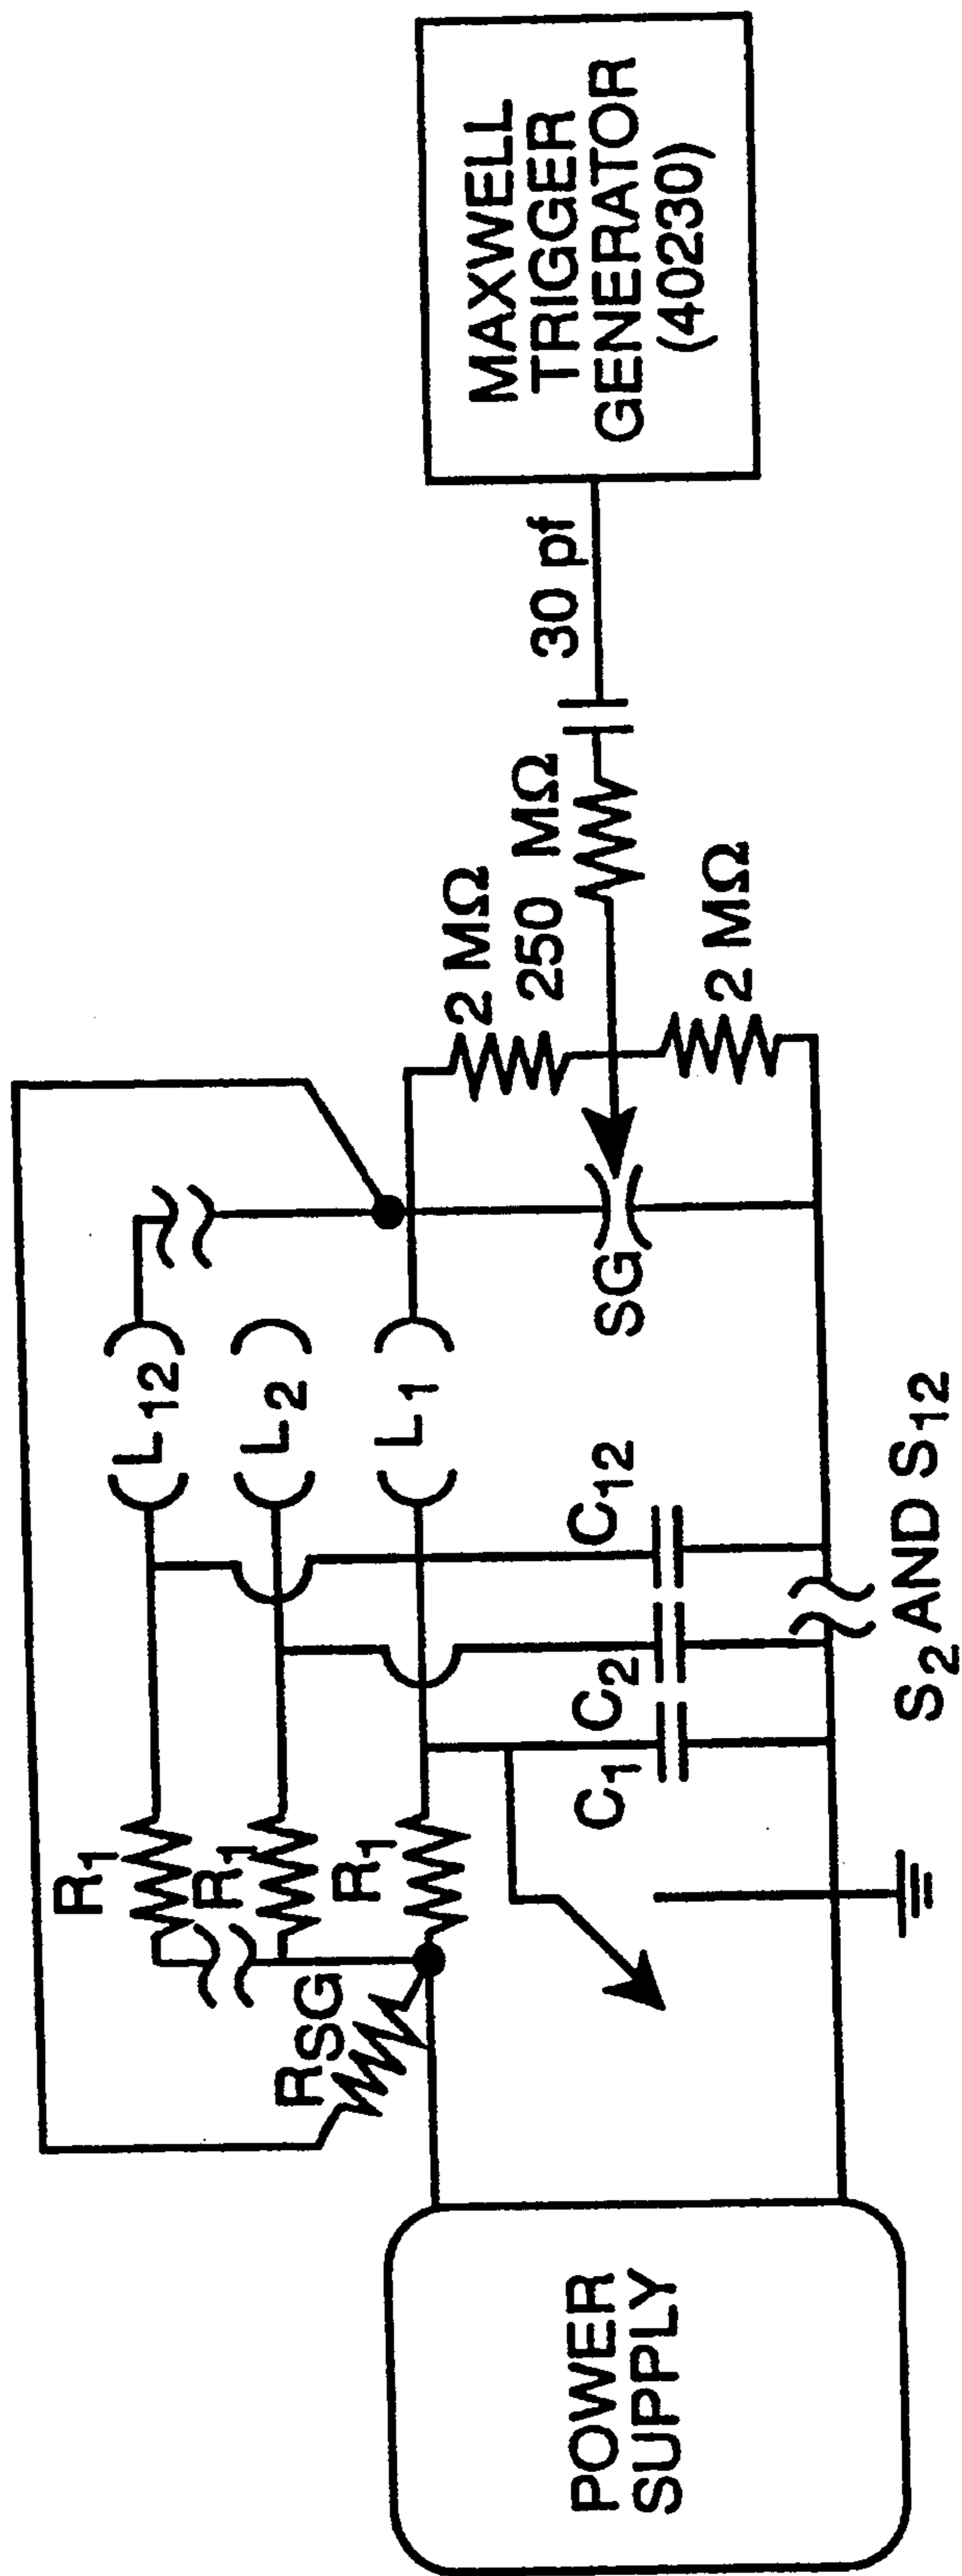 POWER
SUPPLY
R₁
R₁
R₁
R
SG
L₁₂
L₂
L₁
C₁
C₂
C₁₂
S₂ AND S₁₂
SG
2 MΩ
250 MΩ
2 MΩ
30 pf
MAXWELL
TRIGGER
GENERATOR
(40230)